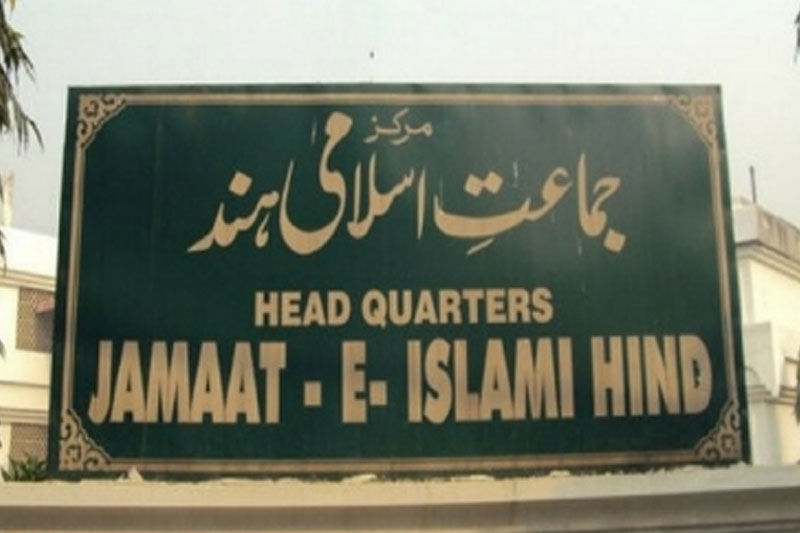 مرکز
جماعتِ اسلامی ہند
HEAD QUARTERS
JAMAAT - E- ISLAMI HIND